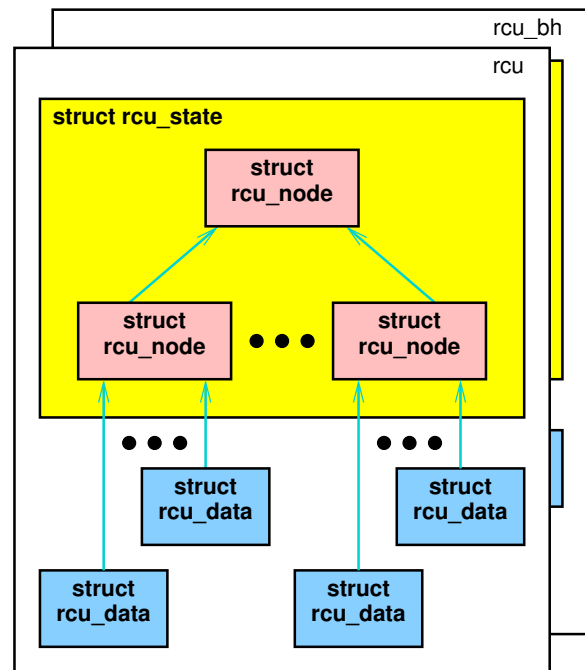 rcu_bh
rcu
struct rcu_state
struct
rcu_node
struct
rcu_node
struct
rcu_node
struct
rcu_data
struct
rcu_data
struct
rcu_data
struct
rcu_data